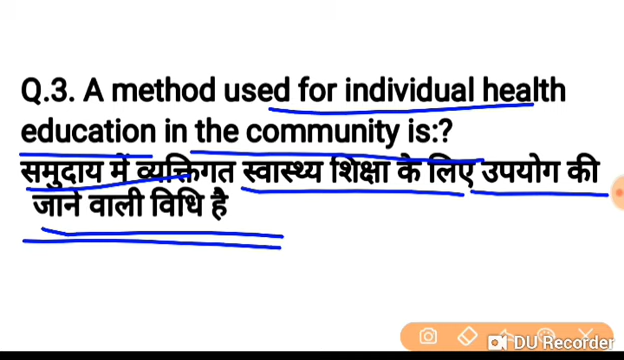 Q.3. A method used for individual health
education in the community is:?
समुदाय में व्यक्तिगत स्वास्थ्य शिक्षा के लिए उपयोग की
जाने वाली विधि है
DU Recorder